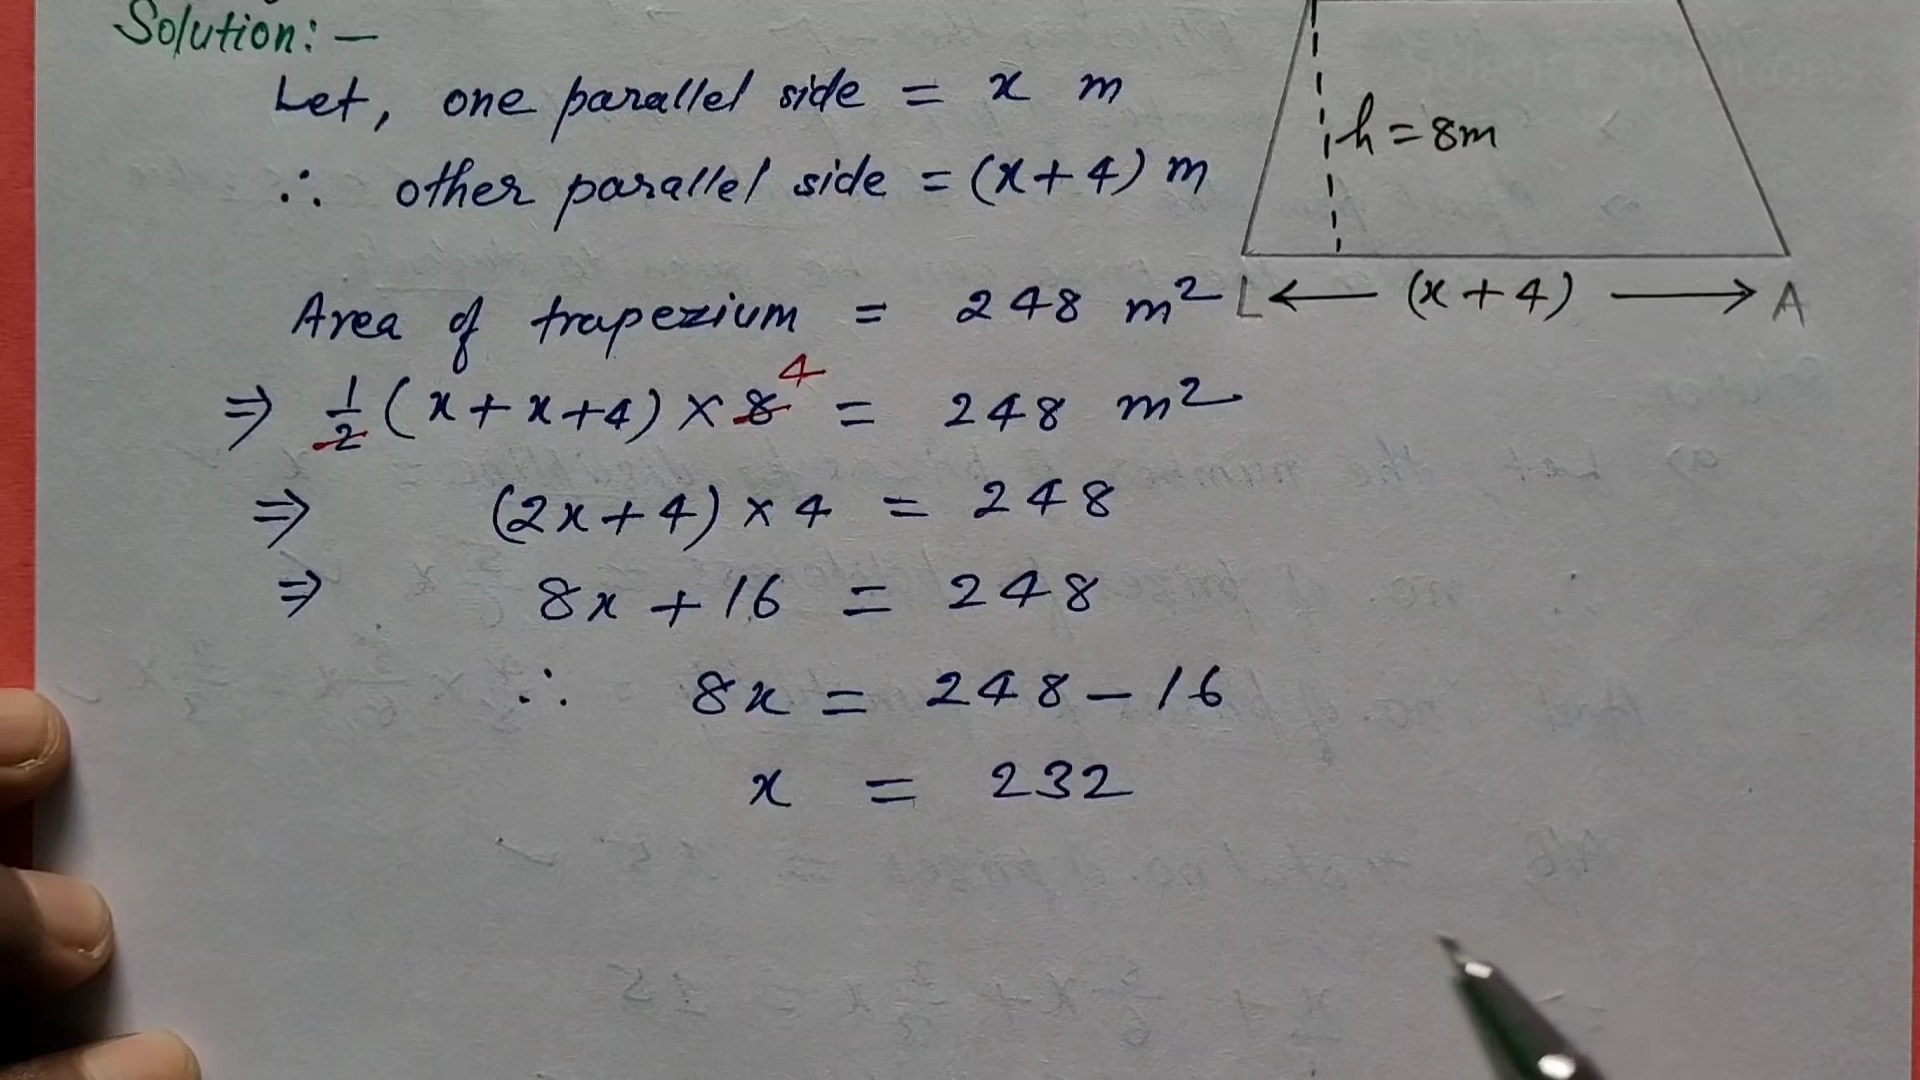 Solution:-
Let, one parallel side = x m
∴ other parallel side = (x+4) m
h = 8m
Area of trapezium = 248 m²
L ← (x+4) → A
⇒ 1/2 (x+x+4) × 8 4 = 248 m²
⇒ (2x+4) × 4 = 248
⇒ 8x + 16 = 248
∴ 8x = 248 - 16
x = 232